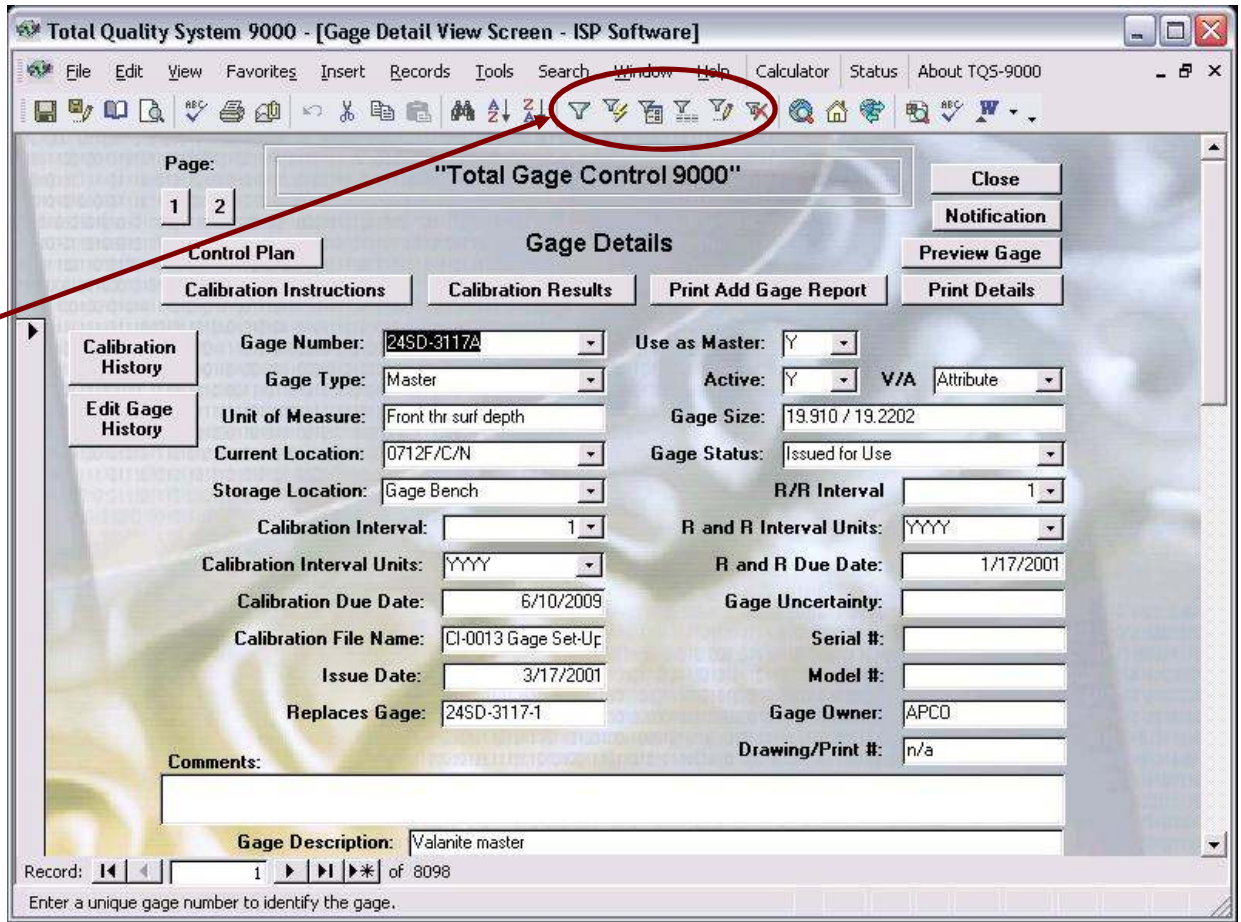 Total Quality System 9000 - [Gage Detail View Screen - ISP Software]
File Edit View Favorites Insert Records Tools Search Window Help Calculator Status About TQS-9000
Page:
1 2
"Total Gage Control 9000"
Close
Notification
Control Plan
Gage Details
Preview Gage
Calibration Instructions Calibration Results Print Add Gage Report Print Details
Calibration History
Edit Gage History
Gage Number: 24SD-3117A Use as Master: Y
Gage Type: Master Active: Y V/A Attribute
Unit of Measure: Front thr surf depth Gage Size: 19.910 / 19.2202
Current Location: 0712F/C/N Gage Status: Issued for Use
Storage Location: Gage Bench R/R Interval 1
Calibration Interval: 1 R and R Interval Units: YYYY
Calibration Interval Units: YYYY R and R Due Date: 1/17/2001
Calibration Due Date: 6/10/2009 Gage Uncertainty:
Calibration File Name: CI-0013 Gage Set-Up Serial #:
Issue Date: 3/17/2001 Model #:
Replaces Gage: 24SD-3117-1 Gage Owner: APCO
Drawing/Print #: n/a
Comments:
Gage Description: Valanite master
Record: 1 of 8098
Enter a unique gage number to identify the gage.